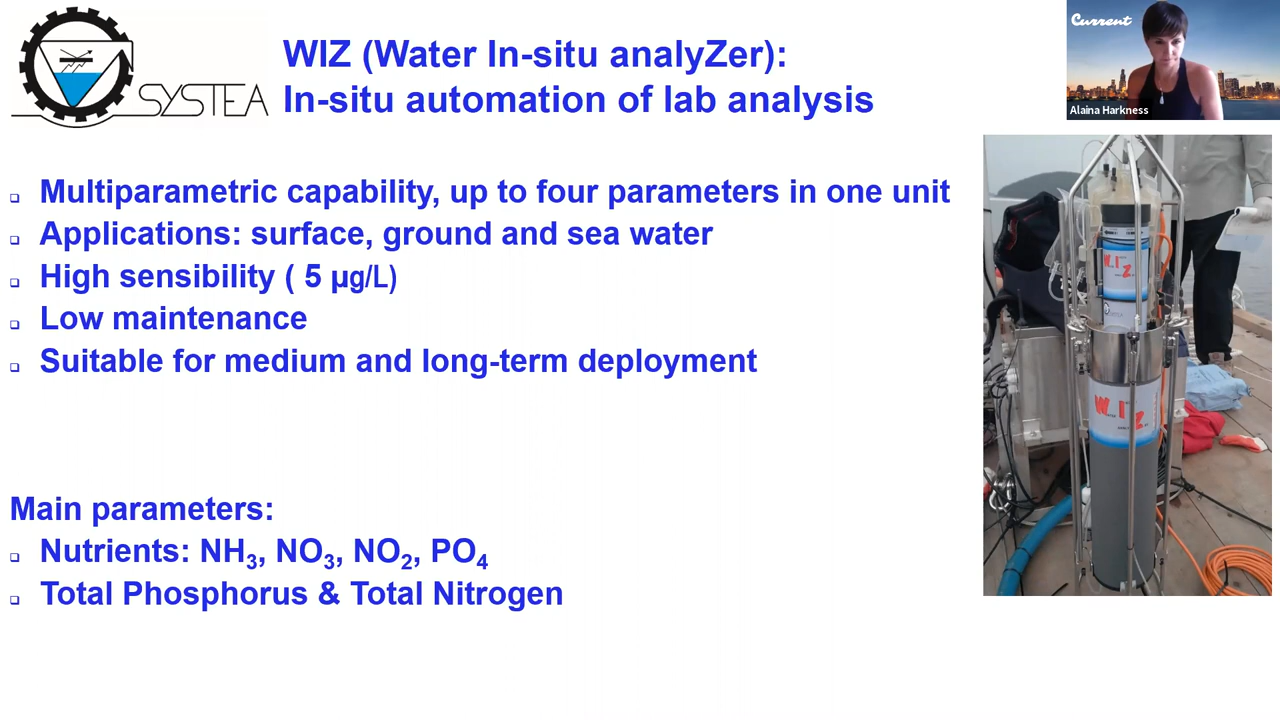 SYSTEA
WIZ (Water In-situ analyZer):
In-situ automation of lab analysis
Current
Alaina Harkness
Multiparametric capability, up to four parameters in one unit
Applications: surface, ground and sea water
High sensibility ( 5 µg/L)
Low maintenance
Suitable for medium and long-term deployment
W.I
Z
W.I
Z
Main parameters:
Nutrients: NH₃, NO₃, NO₂, PO₄
Total Phosphorus & Total Nitrogen